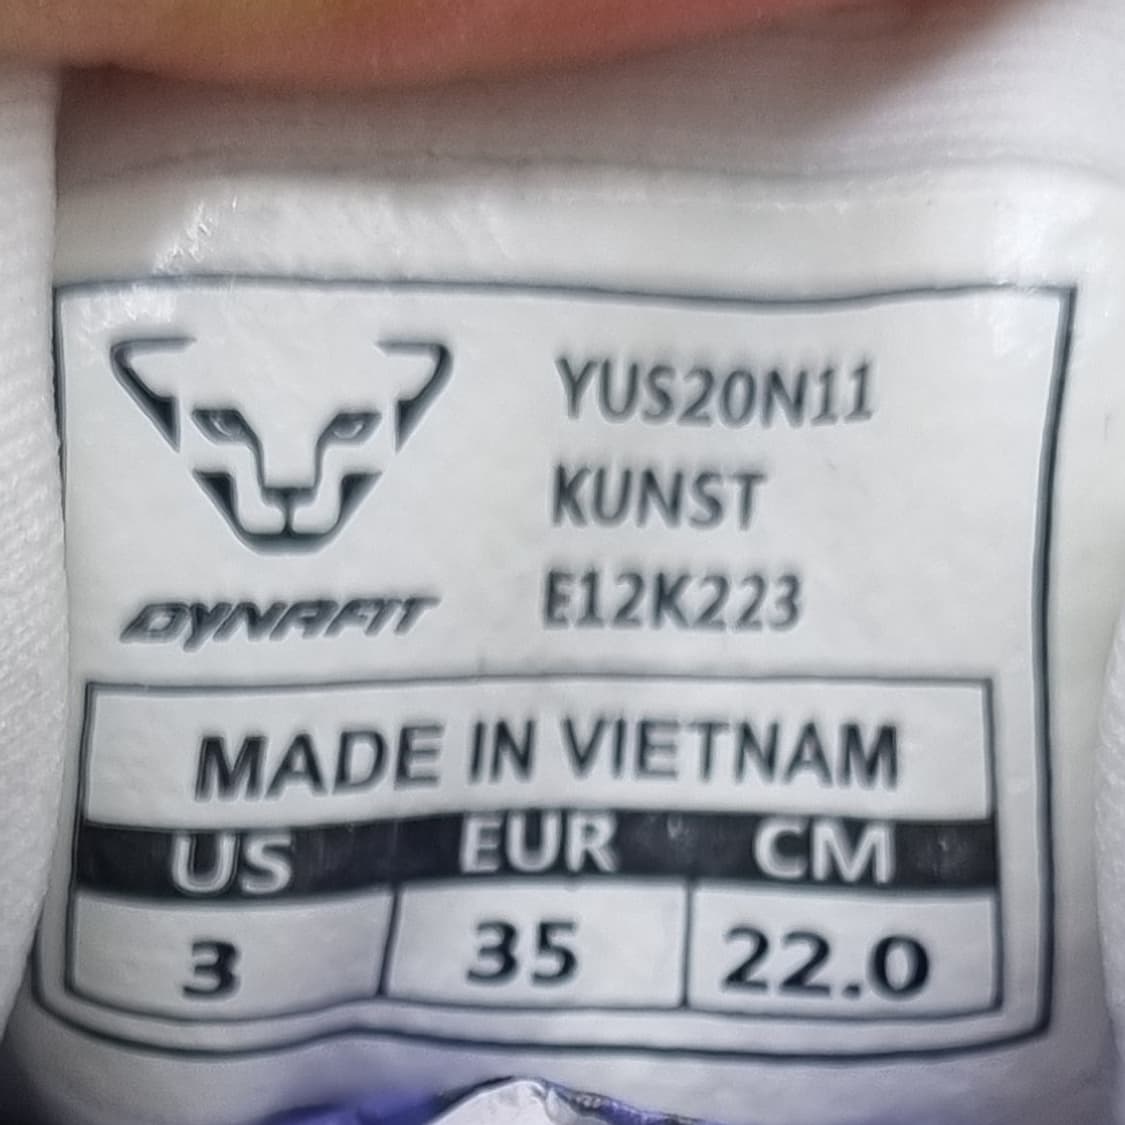 YUS20N11
KUNST
E12K223
DYNAFIT
MADE IN VIETNAM
US EUR CM
3 35 22.0